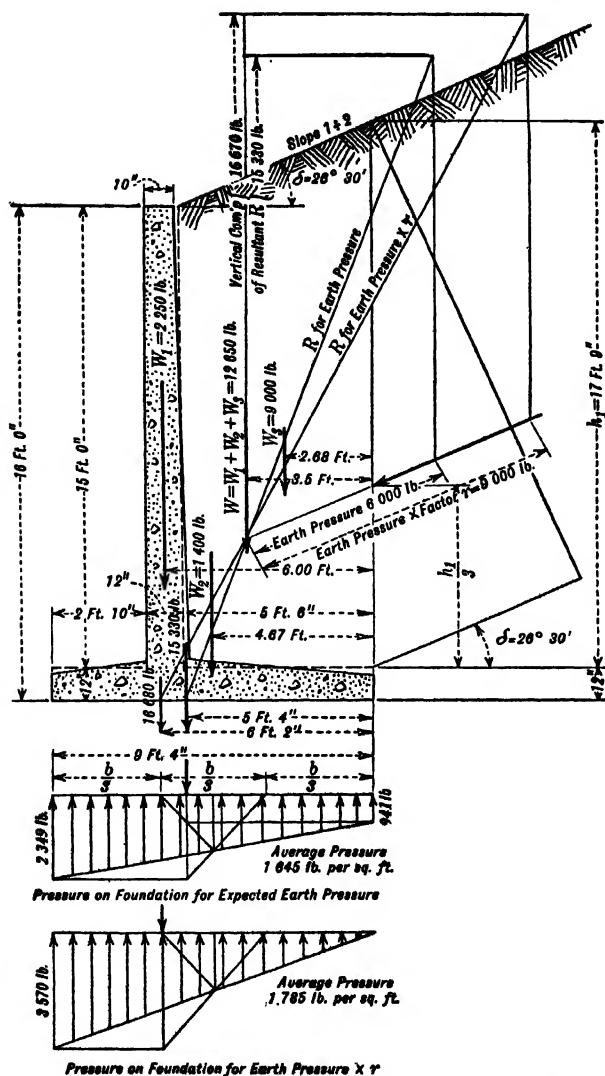 Slope 1÷2
δ=26° 30'
10"
16 670 lb.
15 330 lb.
Vertical Comp
of Resultant R
R for Earth Pressure
R for Earth Pressure × r
W₁=2 250 lb.
W=W₁+W₂+W₃=12 650 lb.
W₃=9 000 lb.
16 Ft. 0"
15 Ft. 0"
h₁=17 Ft. 9"
2.68 Ft.
3.5 Ft.
Earth Pressure 6 000 lb.
Earth Pressure × Factor r=9 000 lb.
6.00 Ft.
h₁/3
W₂=1 400 lb.
12"
2 Ft. 10"
5 Ft. 6"
15 330 lb.
4.67 Ft.
δ=26° 30'
12"
12"
16 680 lb.
5 Ft. 4"
6 Ft. 2"
9 Ft. 4"
b/3 b/3 b/3
2 349 lb.
941 lb
Average Pressure
1 645 lb. per sq. ft.
Pressure on Foundation for Expected Earth Pressure
3 570 lb.
Average Pressure
1,785 lb. per sq. ft.
Pressure on Foundation for Earth Pressure × r